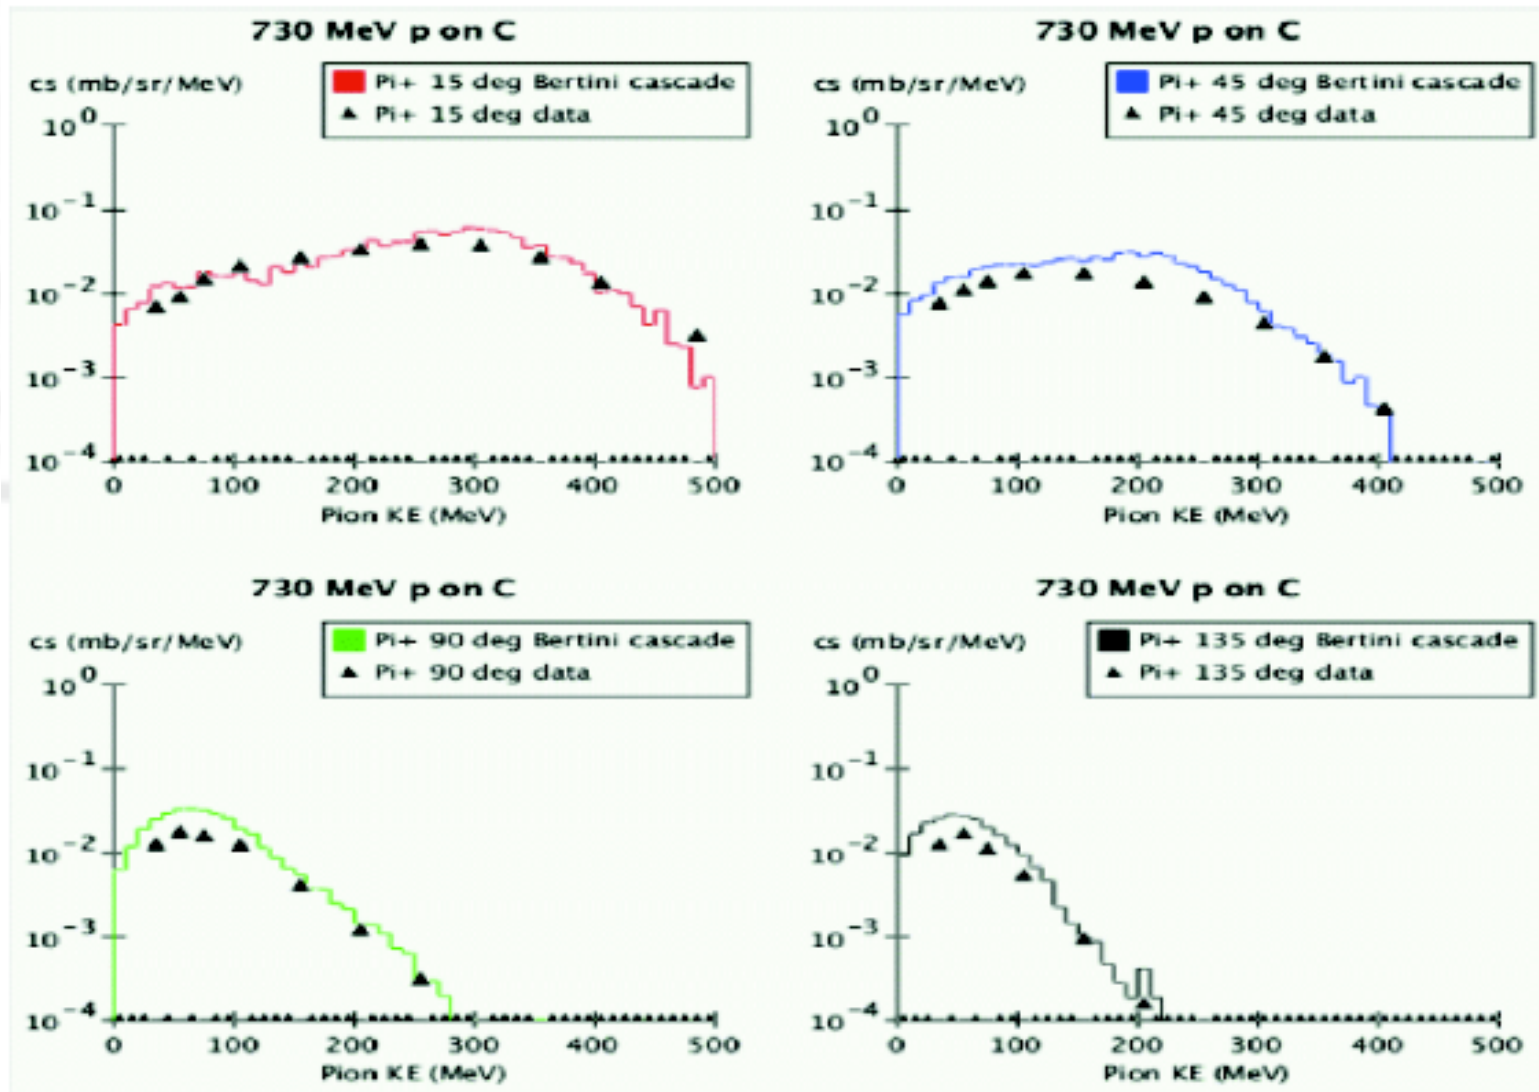 730 MeV p on C
cs (mb/sr/MeV)
Pi+ 15 deg Bertini cascade
Pi+ 15 deg data
10^0
10^-1
10^-2
10^-3
10^-4
0 100 200 300 400 500
Pion KE (MeV)
730 MeV p on C
cs (mb/sr/MeV)
Pi+ 45 deg Bertini cascade
Pi+ 45 deg data
10^0
10^-1
10^-2
10^-3
10^-4
0 100 200 300 400 500
Pion KE (MeV)
730 MeV p on C
cs (mb/sr/MeV)
Pi+ 90 deg Bertini cascade
Pi+ 90 deg data
10^0
10^-1
10^-2
10^-3
10^-4
0 100 200 300 400 500
Pion KE (MeV)
730 MeV p on C
cs (mb/sr/MeV)
Pi+ 135 deg Bertini cascade
Pi+ 135 deg data
10^0
10^-1
10^-2
10^-3
10^-4
0 100 200 300 400 500
Pion KE (MeV)